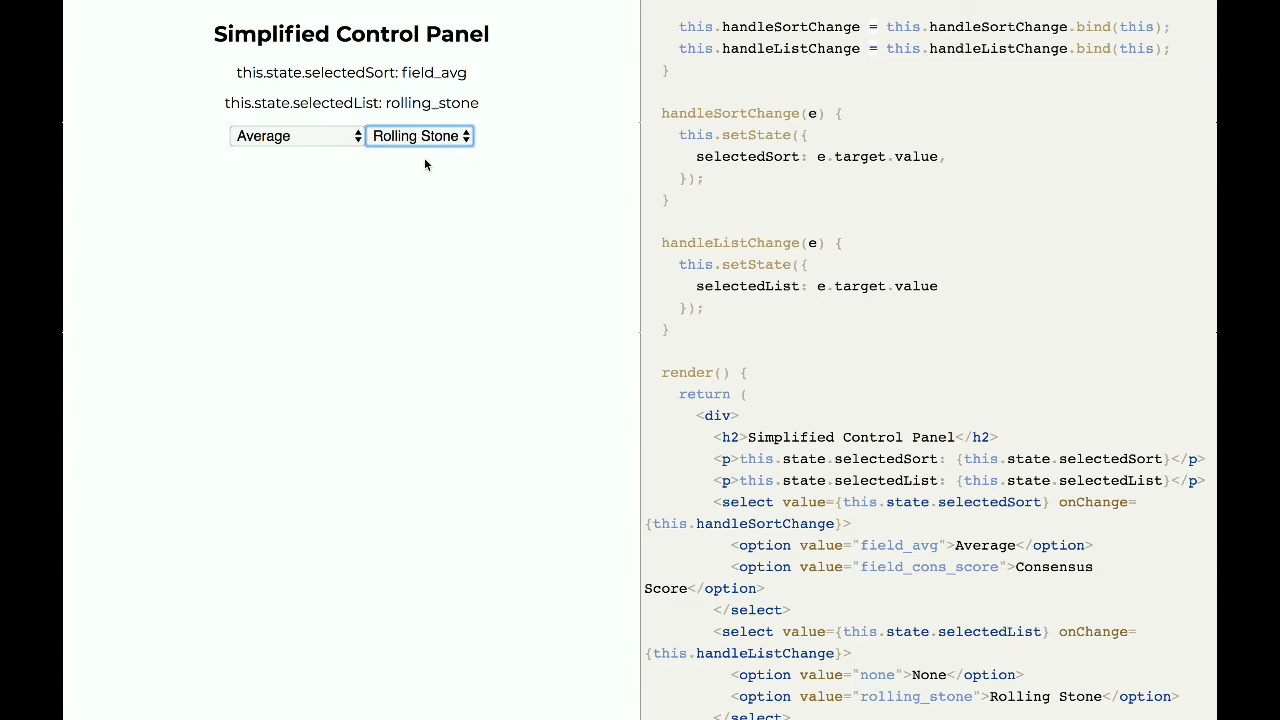 Simplified Control Panel
this.state.selectedSort: field_avg
this.state.selectedList: rolling_stone
Average
Rolling Stone
this.handleSortChange = this.handleSortChange.bind(this);
this.handleListChange = this.handleListChange.bind(this);
}
handleSortChange(e) {
this.setState({
selectedSort: e.target.value,
});
}
handleListChange(e) {
this.setState({
selectedList: e.target.value
});
}
render() {
return (
<div>
<h2>Simplified Control Panel</h2>
<p>this.state.selectedSort: {this.state.selectedSort}</p>
<p>this.state.selectedList: {this.state.selectedList}</p>
<select value={this.state.selectedSort} onChange=
{this.handleSortChange}>
<option value="field_avg">Average</option>
<option value="field_cons_score">Consensus
Score</option>
</select>
<select value={this.state.selectedList} onChange=
{this.handleListChange}>
<option value="none">None</option>
<option value="rolling_stone">Rolling Stone</option>
</select>